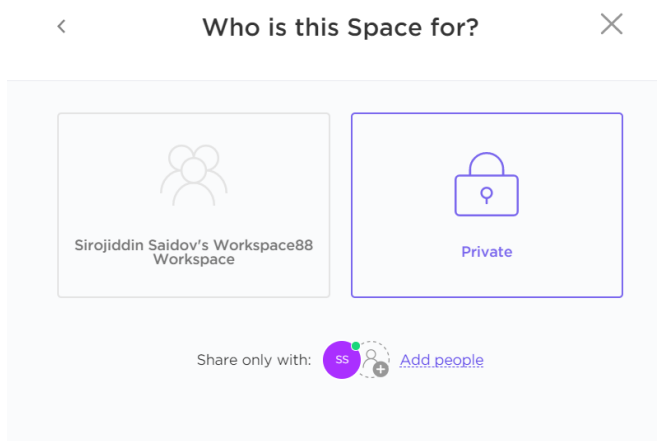 Who is this Space for?
Sirojiddin Saidov's Workspace88
Workspace
Private
Share only with:
SS
Add people